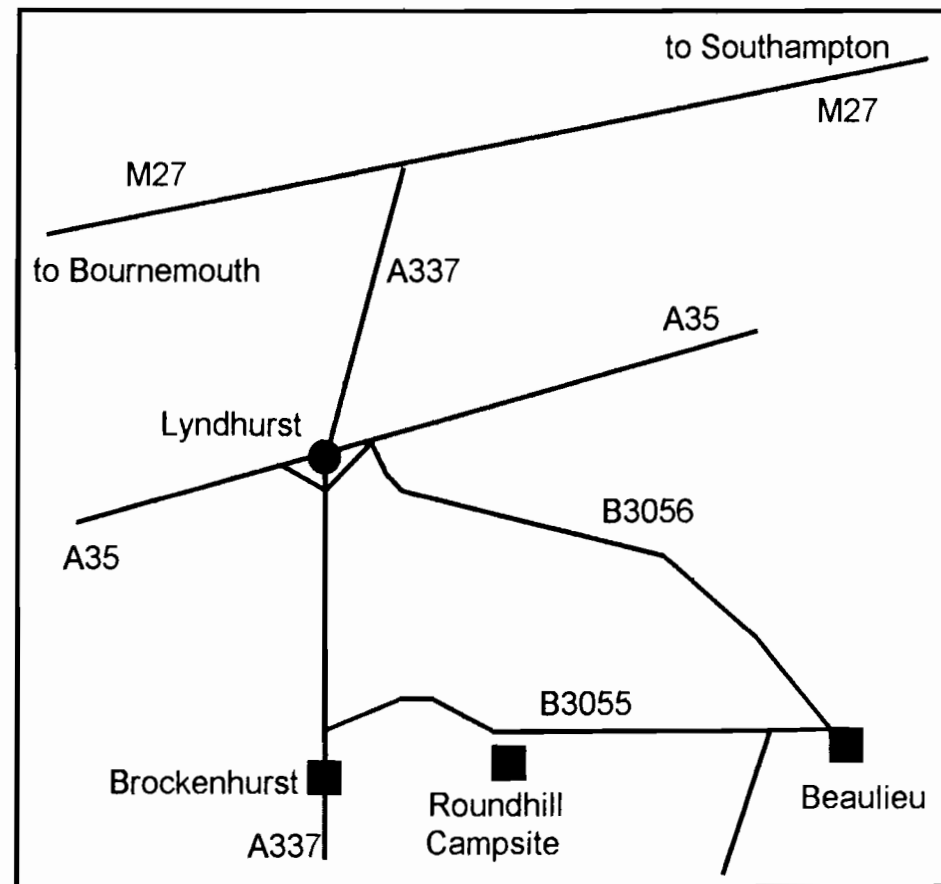 to Southampton
M27
M27
to Bournemouth
A337
A35
Lyndhurst
B3056
A35
B3055
Brockenhurst
Roundhill
Campsite
Beaulieu
A337